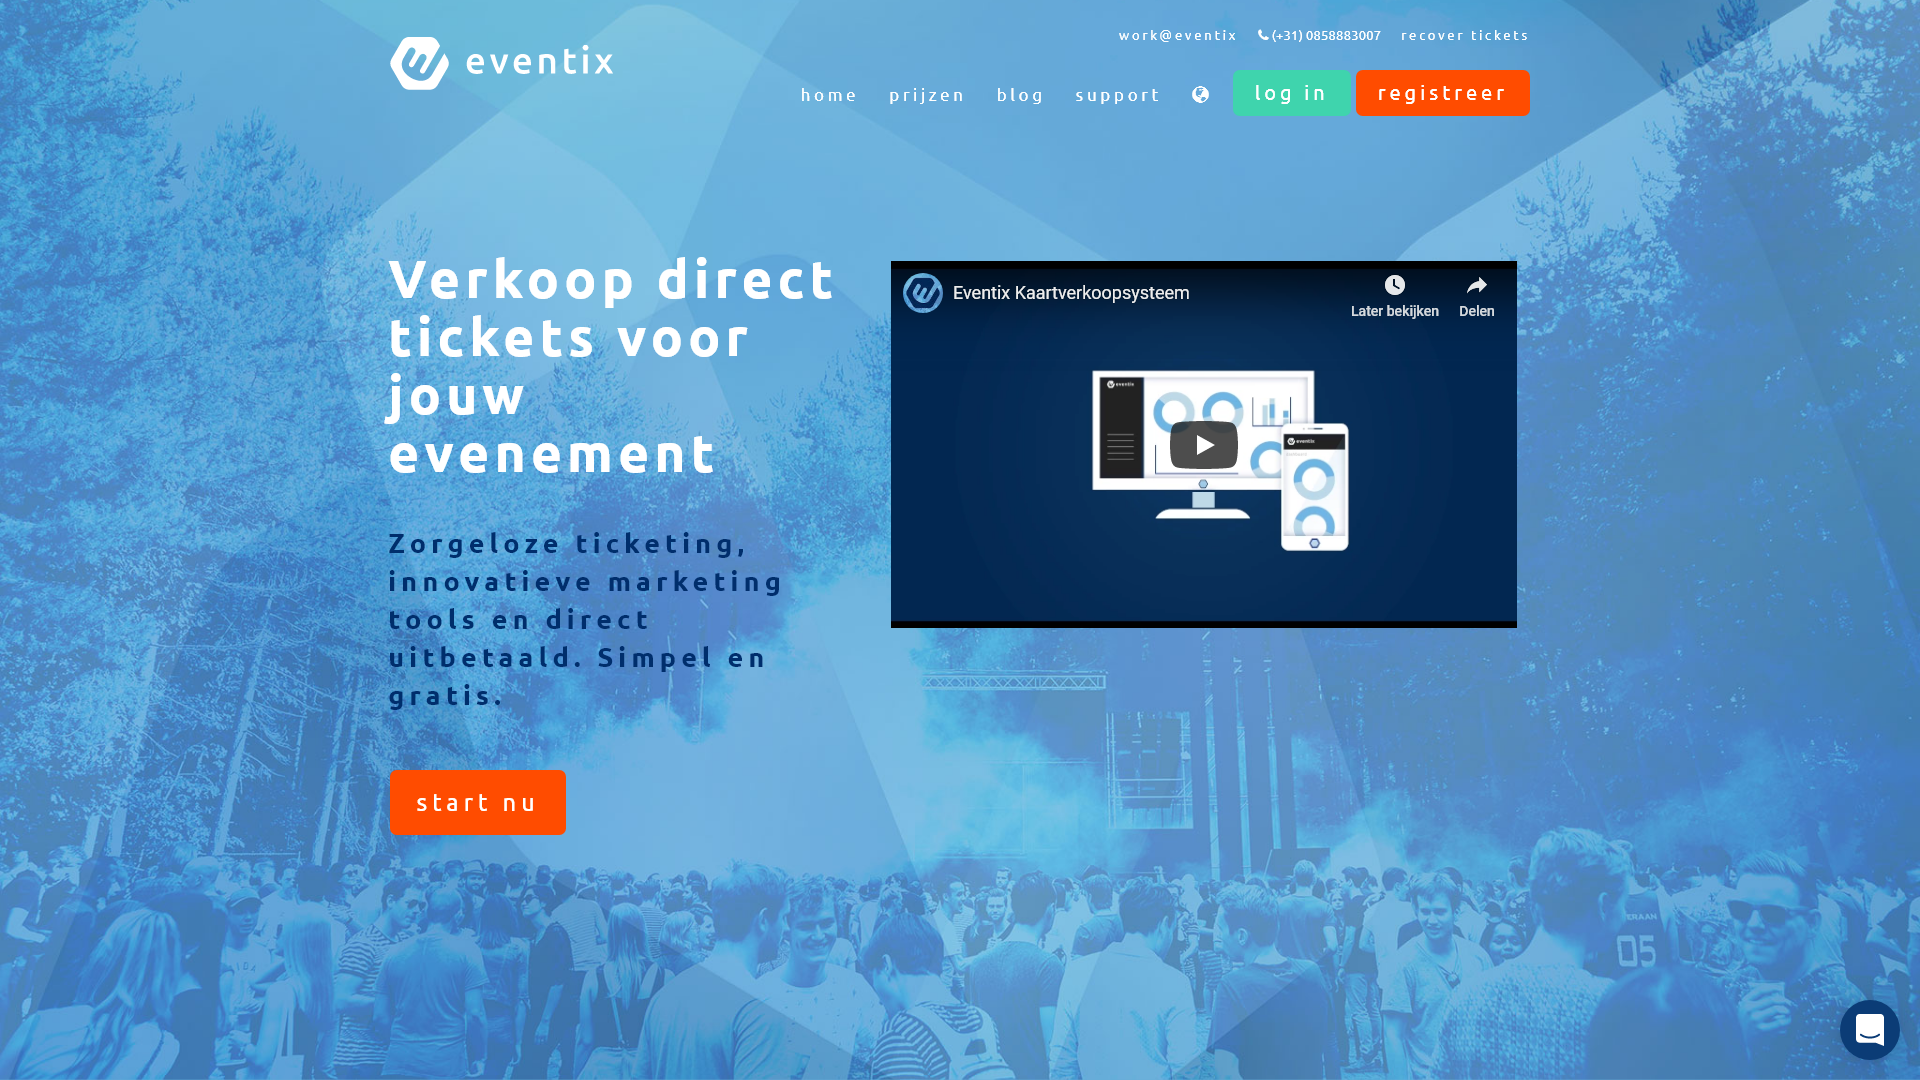 work@eventix (+31) 0858883007 recover tickets
eventix
home prijzen blog support log in registreer
Verkoop direct
tickets voor
jouw
evenement
Zorgeloze ticketing,
innovatieve marketing
tools en direct
uitbetaald. Simpel en
gratis.
start nu
Eventix Kaartverkoopsysteem
Later bekijken Delen
eventix
eventix
ERAAN
05